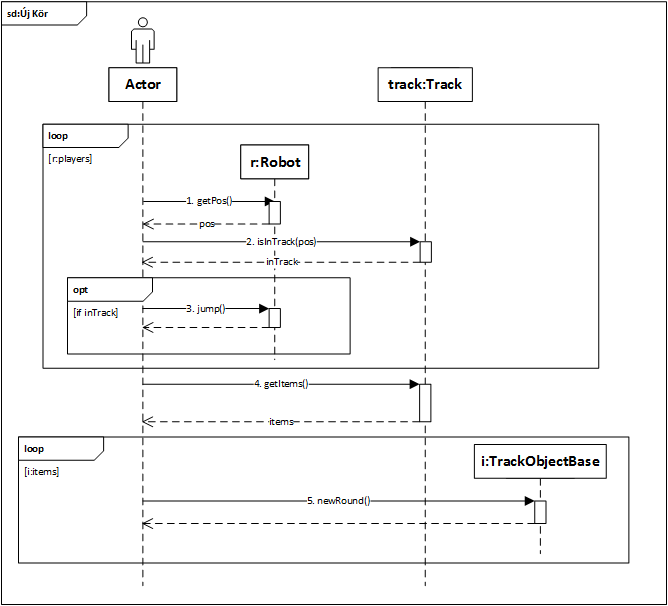 sd:Új Kör
Actor
track:Track
loop
[r:players]
r:Robot
1. getPos()
pos
2. isInTrack(pos)
inTrack
opt
[if inTrack]
3. jump()
4. getItems()
items
loop
[i:items]
i:TrackObjectBase
5. newRound()